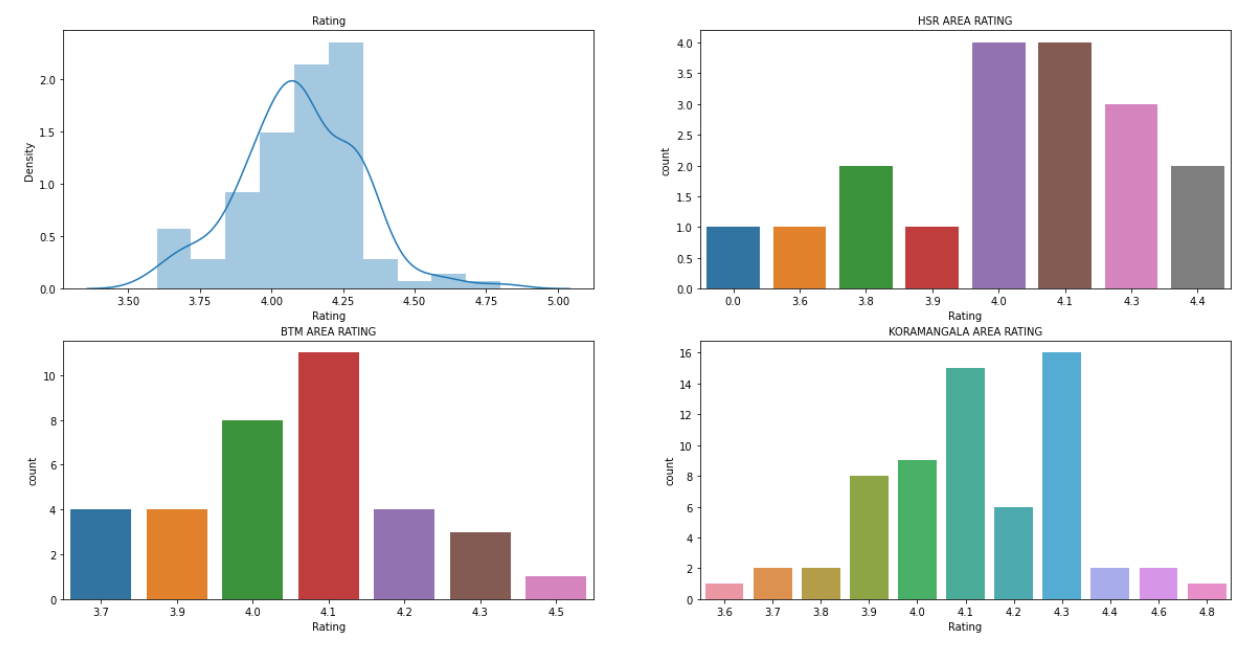 Rating
Density
2.0
1.5
1.0
0.5
0.0
3.50 3.75 4.00 4.25 4.50 4.75 5.00
Rating
HSR AREA RATING
count
4.0
3.5
3.0
2.5
2.0
1.5
1.0
0.5
0.0
0.0 3.6 3.8 3.9 4.0 4.1 4.3 4.4
Rating
BTM AREA RATING
count
10
8
6
4
2
0
3.7 3.9 4.0 4.1 4.2 4.3 4.5
Rating
KORAMANGALA AREA RATING
count
16
14
12
10
8
6
4
2
0
3.6 3.7 3.8 3.9 4.0 4.1 4.2 4.3 4.4 4.6 4.8
Rating